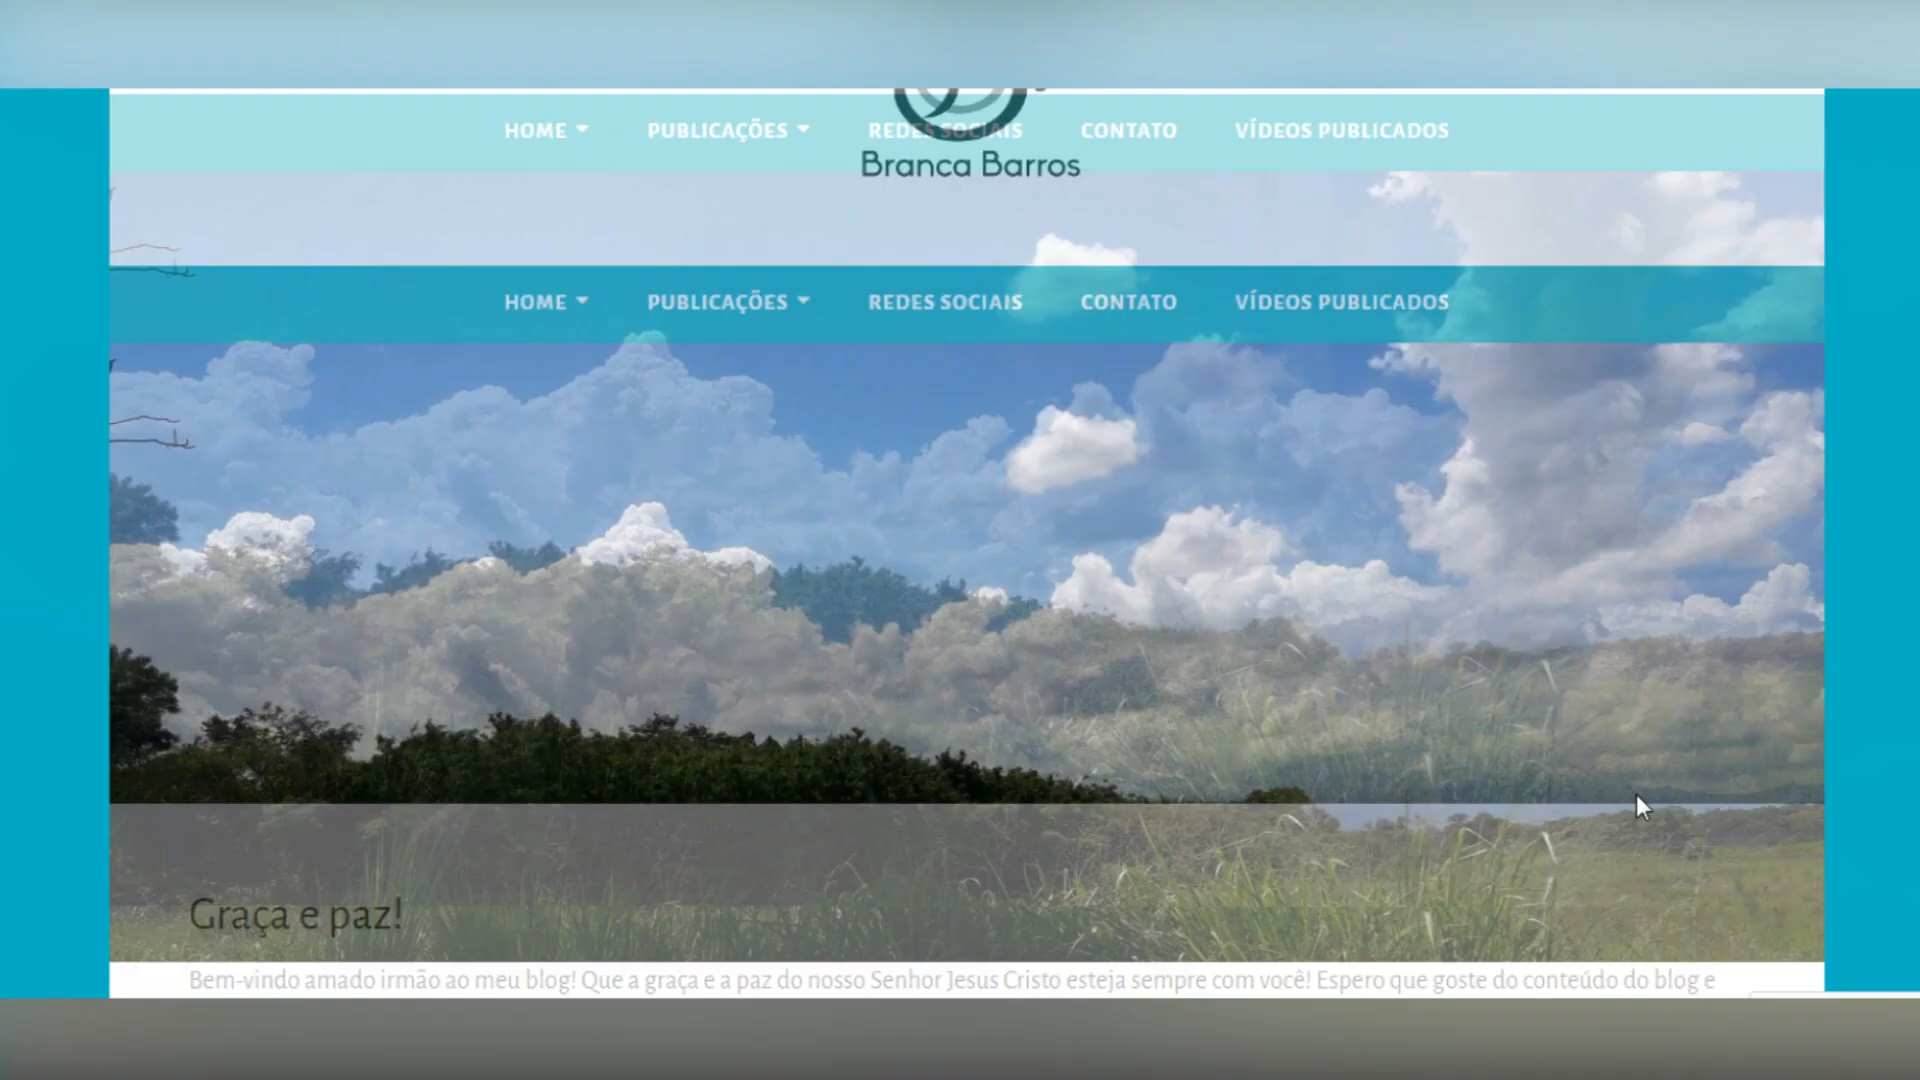 HOME PUBLICAÇÕES REDES SOCIAIS CONTATO VÍDEOS PUBLICADOS
Branca Barros
HOME PUBLICAÇÕES REDES SOCIAIS CONTATO VÍDEOS PUBLICADOS
Graça e paz!
Bem-vindo amado irmão ao meu blog! Que a graça e a paz do nosso Senhor Jesus Cristo esteja sempre com você! Espero que goste do conteúdo do blog e